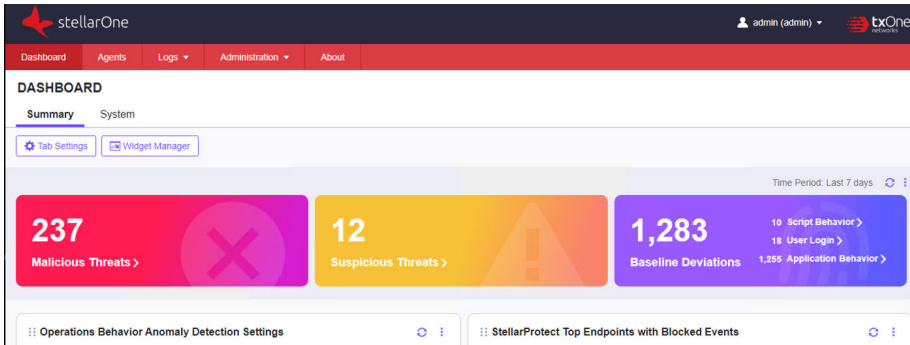 stellarOne
admin (admin)
txOne
networks
Dashboard Agents Logs Administration About
DASHBOARD
Summary System
Tab Settings Widget Manager
Time Period: Last 7 days
237
Malicious Threats
12
Suspicious Threats
1,283
Baseline Deviations
10 Script Behavior
18 User Login
1,255 Application Behavior
Operations Behavior Anomaly Detection Settings
StellarProtect Top Endpoints with Blocked Events